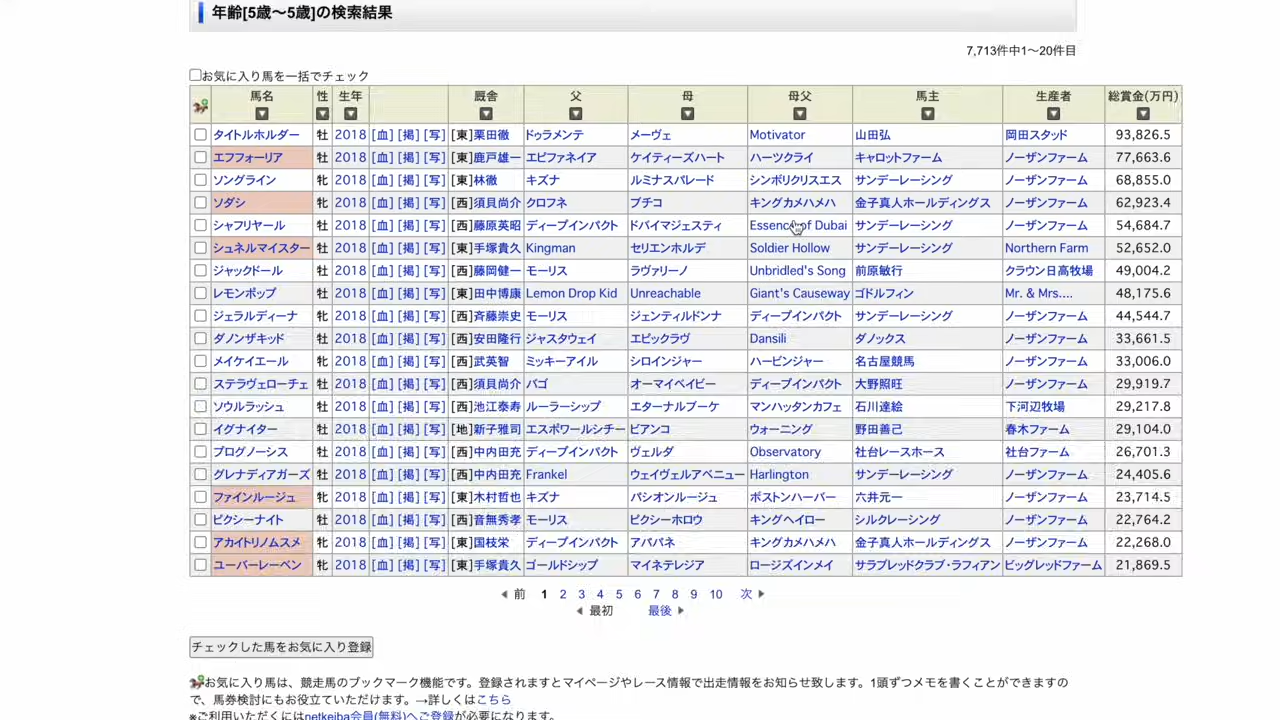 年齢[5歳～5歳]の検索結果
7,713件中1～20件目
お気に入り馬を一括でチェック
馬名 性 生年 厩舎 父 母 母父 馬主 生産者 総賞金(万円)
タイトルホルダー 牡 2018 [血] [掲] [写] [東]栗田徹 ドゥラメンテ メーヴェ Motivator 山田弘 岡田スタッド 93,826.5
エフフォーリア 牡 2018 [血] [掲] [写] [東]鹿戸雄一 エピファネイア ケイティーズハート ハーツクライ キャロットファーム ノーザンファーム 77,663.6
ソングライン 牝 2018 [血] [掲] [写] [東]林徹 キズナ ルミナスパレード シンボリクリスエス サンデーレーシング ノーザンファーム 68,855.0
ソダシ 牝 2018 [血] [掲] [写] [西]須貝尚介 クロフネ ブチコ キングカメハメハ 金子真人ホールディングス ノーザンファーム 62,923.4
シャフリヤール 牡 2018 [血] [掲] [写] [西]藤原英昭 ディープインパクト ドバイマジェスティ Essence of Dubai サンデーレーシング ノーザンファーム 54,684.7
シュネルマイスター 牡 2018 [血] [掲] [写] [東]手塚貴久 Kingman セリエンホルデ Soldier Hollow サンデーレーシング Northern Farm 52,652.0
ジャックドール 牡 2018 [血] [掲] [写] [西]藤岡健一 モーリス ラヴァリーノ Unbridled's Song 前原敏行 クラウン日高牧場 49,004.2
レモンポップ 牡 2018 [血] [掲] [写] [東]田中博康 Lemon Drop Kid Unreachable Giant's Causeway ゴドルフィン Mr. & Mrs.... 48,175.6
ジェラルディーナ 牝 2018 [血] [掲] [写] [西]斉藤崇史 モーリス ジェンティルドンナ ディープインパクト サンデーレーシング ノーザンファーム 44,544.7
ダノンザキッド 牡 2018 [血] [掲] [写] [西]安田隆行 ジャスタウェイ エピックラヴ Dansili ダノックス ノーザンファーム 33,661.5
メイケイエール 牝 2018 [血] [掲] [写] [西]武英智 ミッキーアイル シロインジャー ハービンジャー 名古屋競馬 ノーザンファーム 33,006.0
ステラヴェローチェ 牡 2018 [血] [掲] [写] [西]須貝尚介 バゴ オーマイベイビー ディープインパクト 大野照旺 ノーザンファーム 29,919.7
ソウルラッシュ 牡 2018 [血] [掲] [写] [西]池江泰寿 ルーラーシップ エターナルブーケ マンハッタンカフェ 石川達絵 下河辺牧場 29,217.8
イグナイター 牡 2018 [血] [掲] [写] [地]新子雅司 エスポワールシチー ビアンコ ウォーニング 野田善己 春木ファーム 29,104.0
プログノーシス 牡 2018 [血] [掲] [写] [西]中内田充 ディープインパクト ヴェルダ Observatory 社台レースホース 社台ファーム 26,701.3
グレナディアガーズ 牡 2018 [血] [掲] [写] [西]中内田充 Frankel ウェイヴェルアベニュー Harlington サンデーレーシング ノーザンファーム 24,405.6
ファインルージュ 牝 2018 [血] [掲] [写] [東]木村哲也 キズナ パシオンルージュ ボストンハーバー 六井元一 ノーザンファーム 23,714.5
ピクシーナイト 牡 2018 [血] [掲] [写] [西]音無秀孝 モーリス ピクシーホロウ キングヘイロー シルクレーシング ノーザンファーム 22,764.2
アカイトリノムスメ 牝 2018 [血] [掲] [写] [東]国枝栄 ディープインパクト アパパネ キングカメハメハ 金子真人ホールディングス ノーザンファーム 22,268.0
ユーバーレーベン 牝 2018 [血] [掲] [写] [東]手塚貴久 ゴールドシップ マイネテレジア ロージズインメイ サラブレッドクラブ・ラフィアン ビッグレッドファーム 21,869.5
前 1 2 3 4 5 6 7 8 9 10 次
最初 最後
チェックした馬をお気に入り登録
お気に入り馬は、競走馬のブックマーク機能です。登録されますとマイページやレース情報で出走情報をお知らせ致します。1頭ずつメモを書くことができますの
で、馬券検討にもお役立ていただけます。→詳しくはこちら
※ご利用いただくにはnetkeiba会員(無料)へご登録が必要になります。